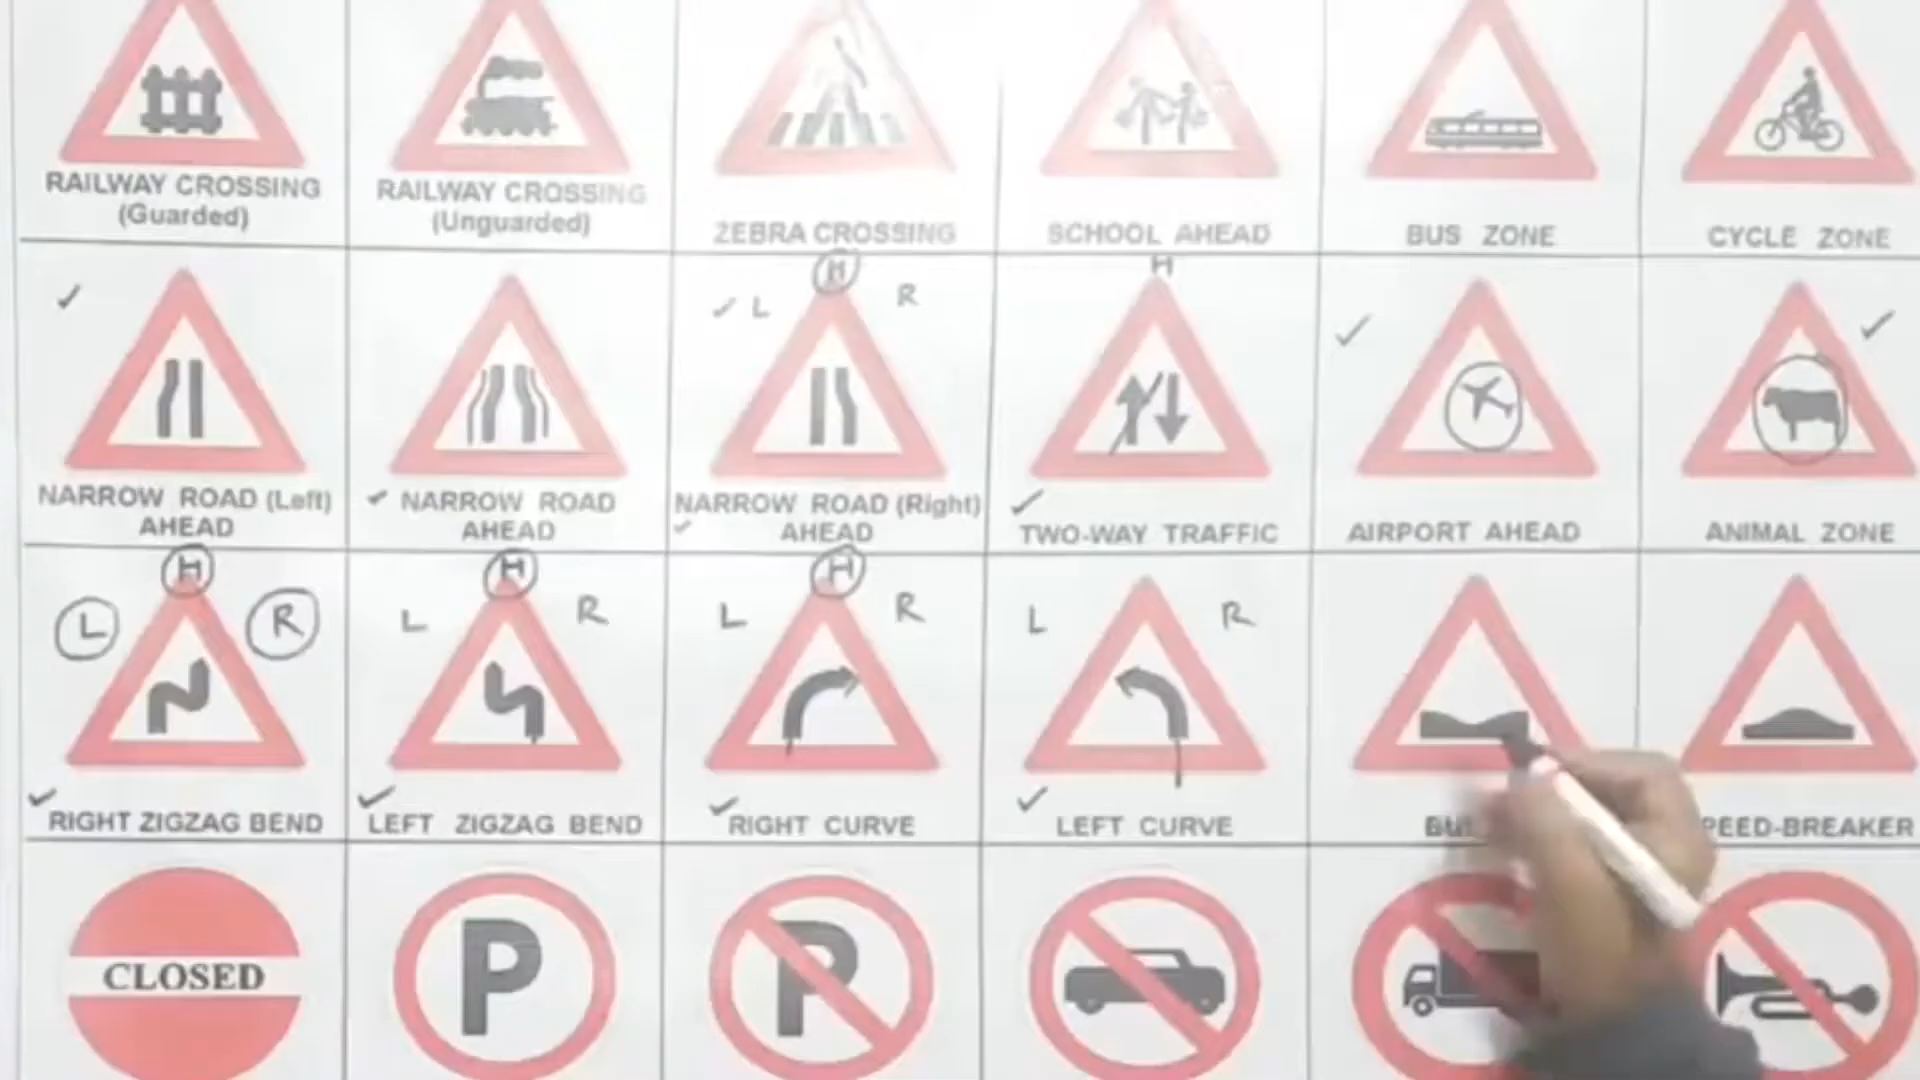 RAILWAY CROSSING
(Guarded)
RAILWAY CROSSING
(Unguarded)
ZEBRA CROSSING
SCHOOL AHEAD
BUS ZONE
CYCLE ZONE
NARROW ROAD (Left)
AHEAD
NARROW ROAD
AHEAD
L H R
NARROW ROAD (Right)
AHEAD
H
TWO-WAY TRAFFIC
AIRPORT AHEAD
ANIMAL ZONE
L H R
RIGHT ZIGZAG BEND
L H R
LEFT ZIGZAG BEND
L H R
RIGHT CURVE
L R
LEFT CURVE
PEED-BREAKER
CLOSED
P
P